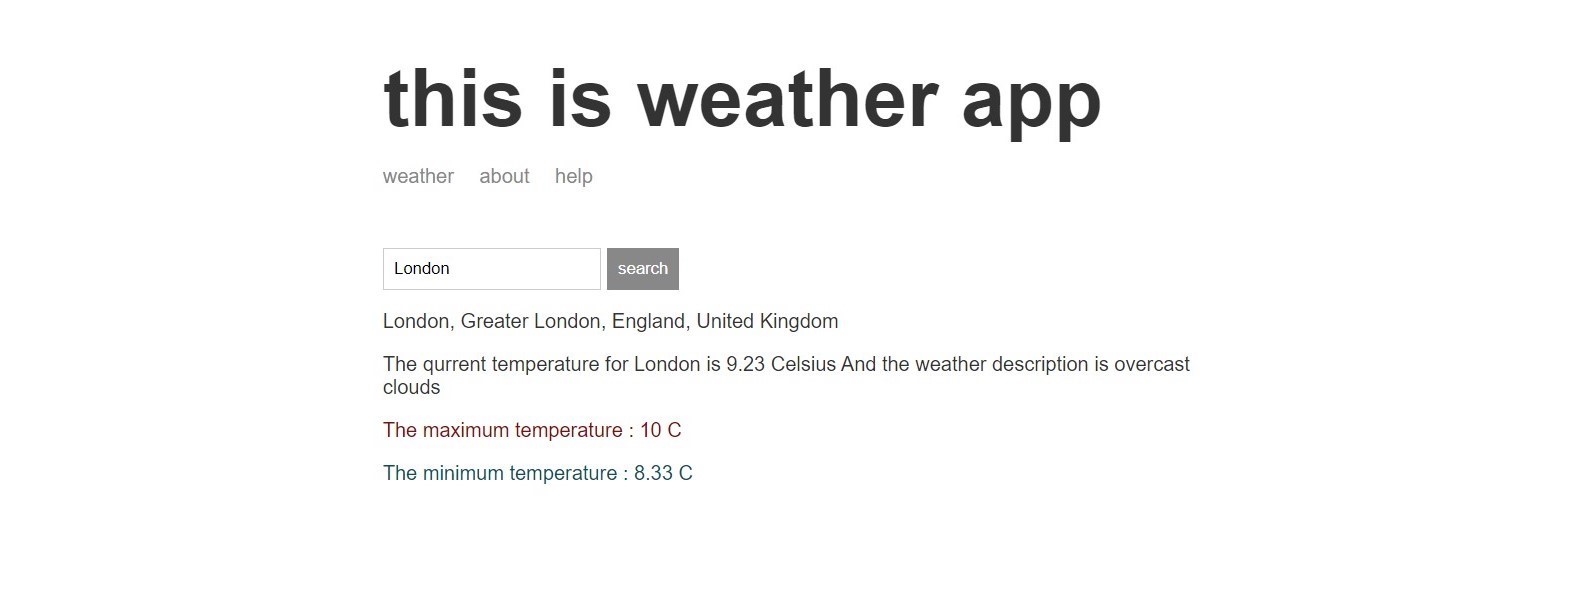 this is weather app
weather about help
London search
London, Greater London, England, United Kingdom
The qurrent temperature for London is 9.23 Celsius And the weather description is overcast
clouds
The maximum temperature : 10 C
The minimum temperature : 8.33 C